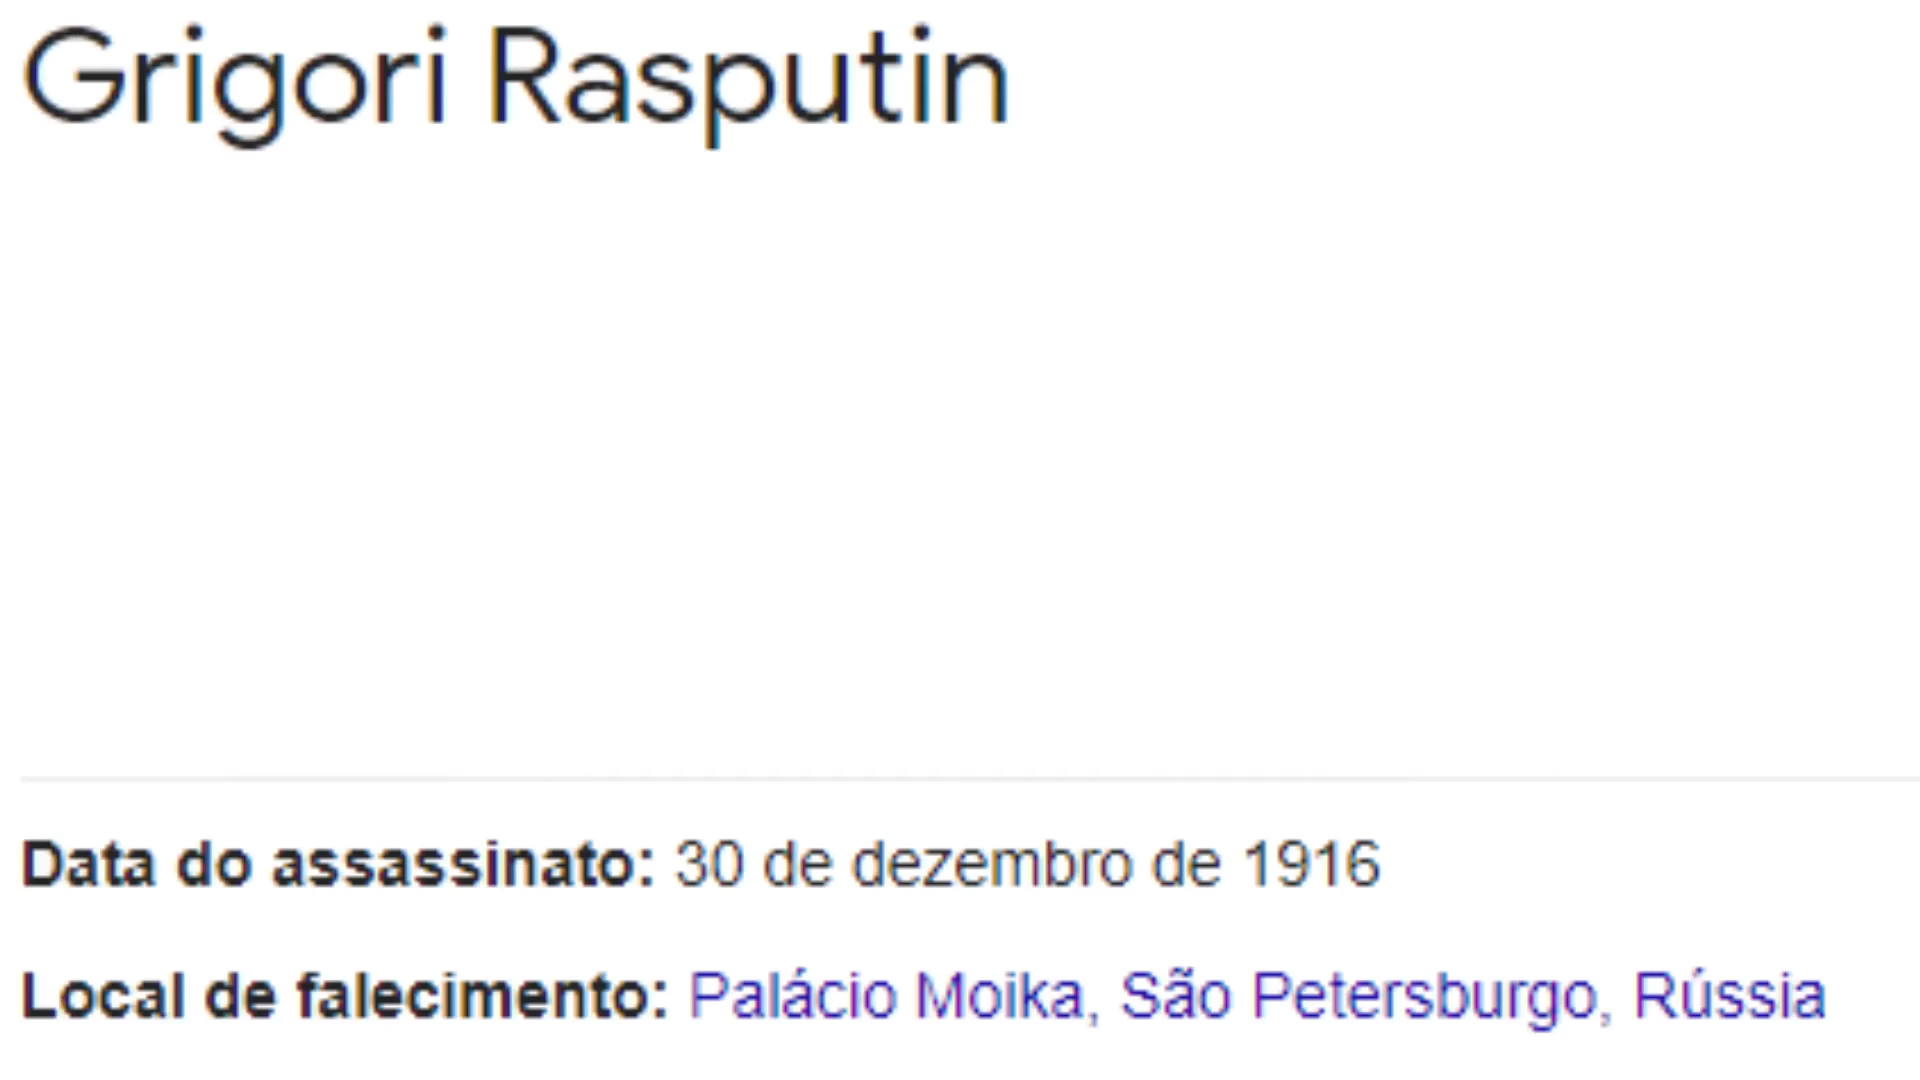 Grigori Rasputin
Data do assassinato: 30 de dezembro de 1916
Local de falecimento: Palácio Moika, São Petersburgo, Rússia